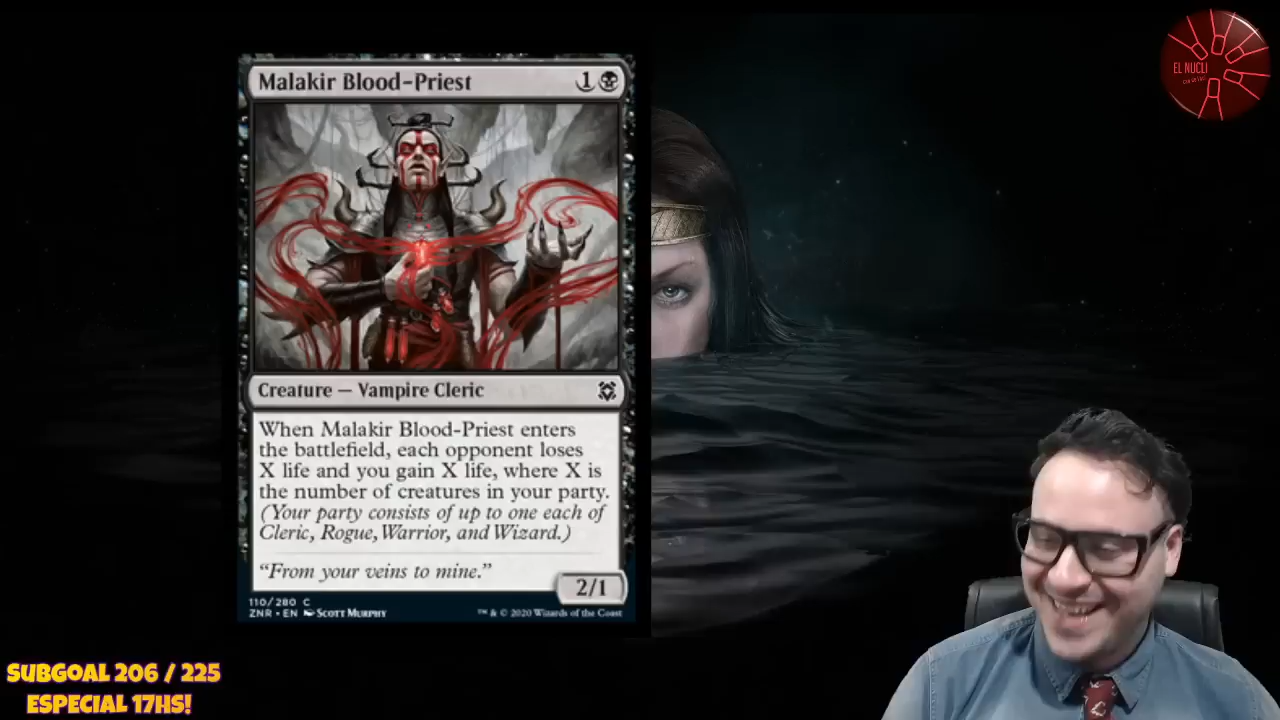 Malakir Blood-Priest 1
Creature — Vampire Cleric
When Malakir Blood-Priest enters
the battlefield, each opponent loses
X life and you gain X life, where X is
the number of creatures in your party.
(Your party consists of up to one each of
Cleric, Rogue, Warrior, and Wizard.)
"From your veins to mine."
2/1
110/280 C
ZNR • EN Scott Murphy
™ & © 2020 Wizards of the Coast
EL NUCLI
SUBGOAL 206 / 225
ESPECIAL 17HS!